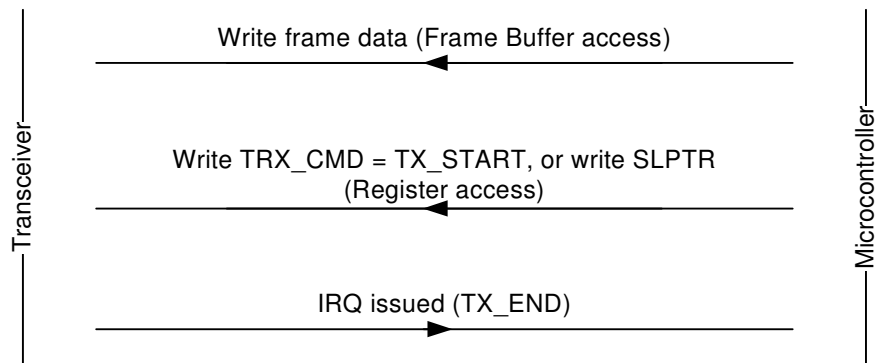 Write frame data (Frame Buffer access)
Transceiver
Write TRX_CMD = TX_START, or write SLPTR
(Register access)
Microcontroller
IRQ issued (TX_END)